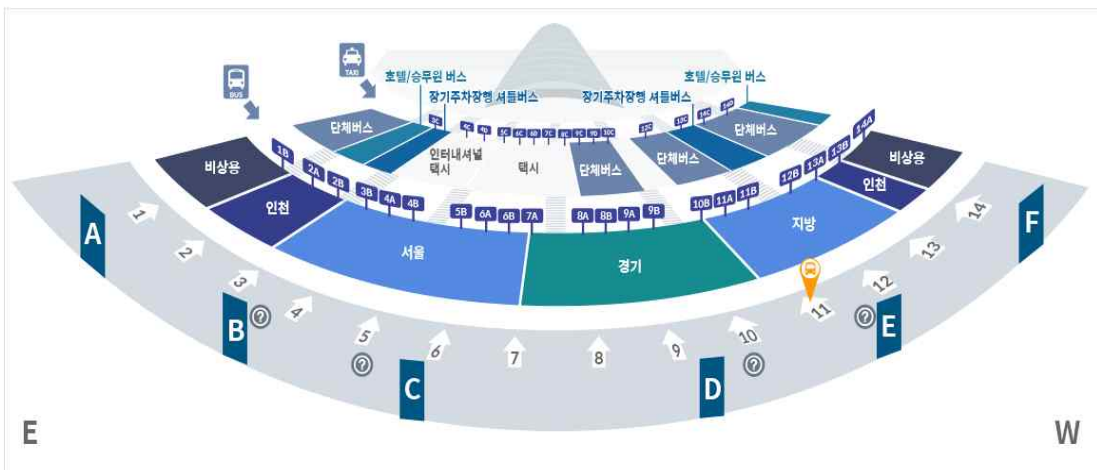 호텔/승무원 버스
호텔/승무원 버스
TAXI
BUS
장기주차장행 셔틀버스
장기주차장행 셔틀버스
3C
4C
4D
5C
6C
6D
7C
8C
9C
9D
10C
12C
13C
14C
14D
단체버스
인터내셔널
택시
택시
단체버스
단체버스
단체버스
1B
2A
2B
3B
4A
4B
5B
6A
6B
7A
8A
8B
9A
9B
10B
11A
11B
12B
13A
13B
14A
비상용
인천
서울
경기
지방
인천
비상용
A
B
C
D
E
F
1
2
3
4
5
6
7
8
9
10
11
12
13
14
?
?
?
?
E
W